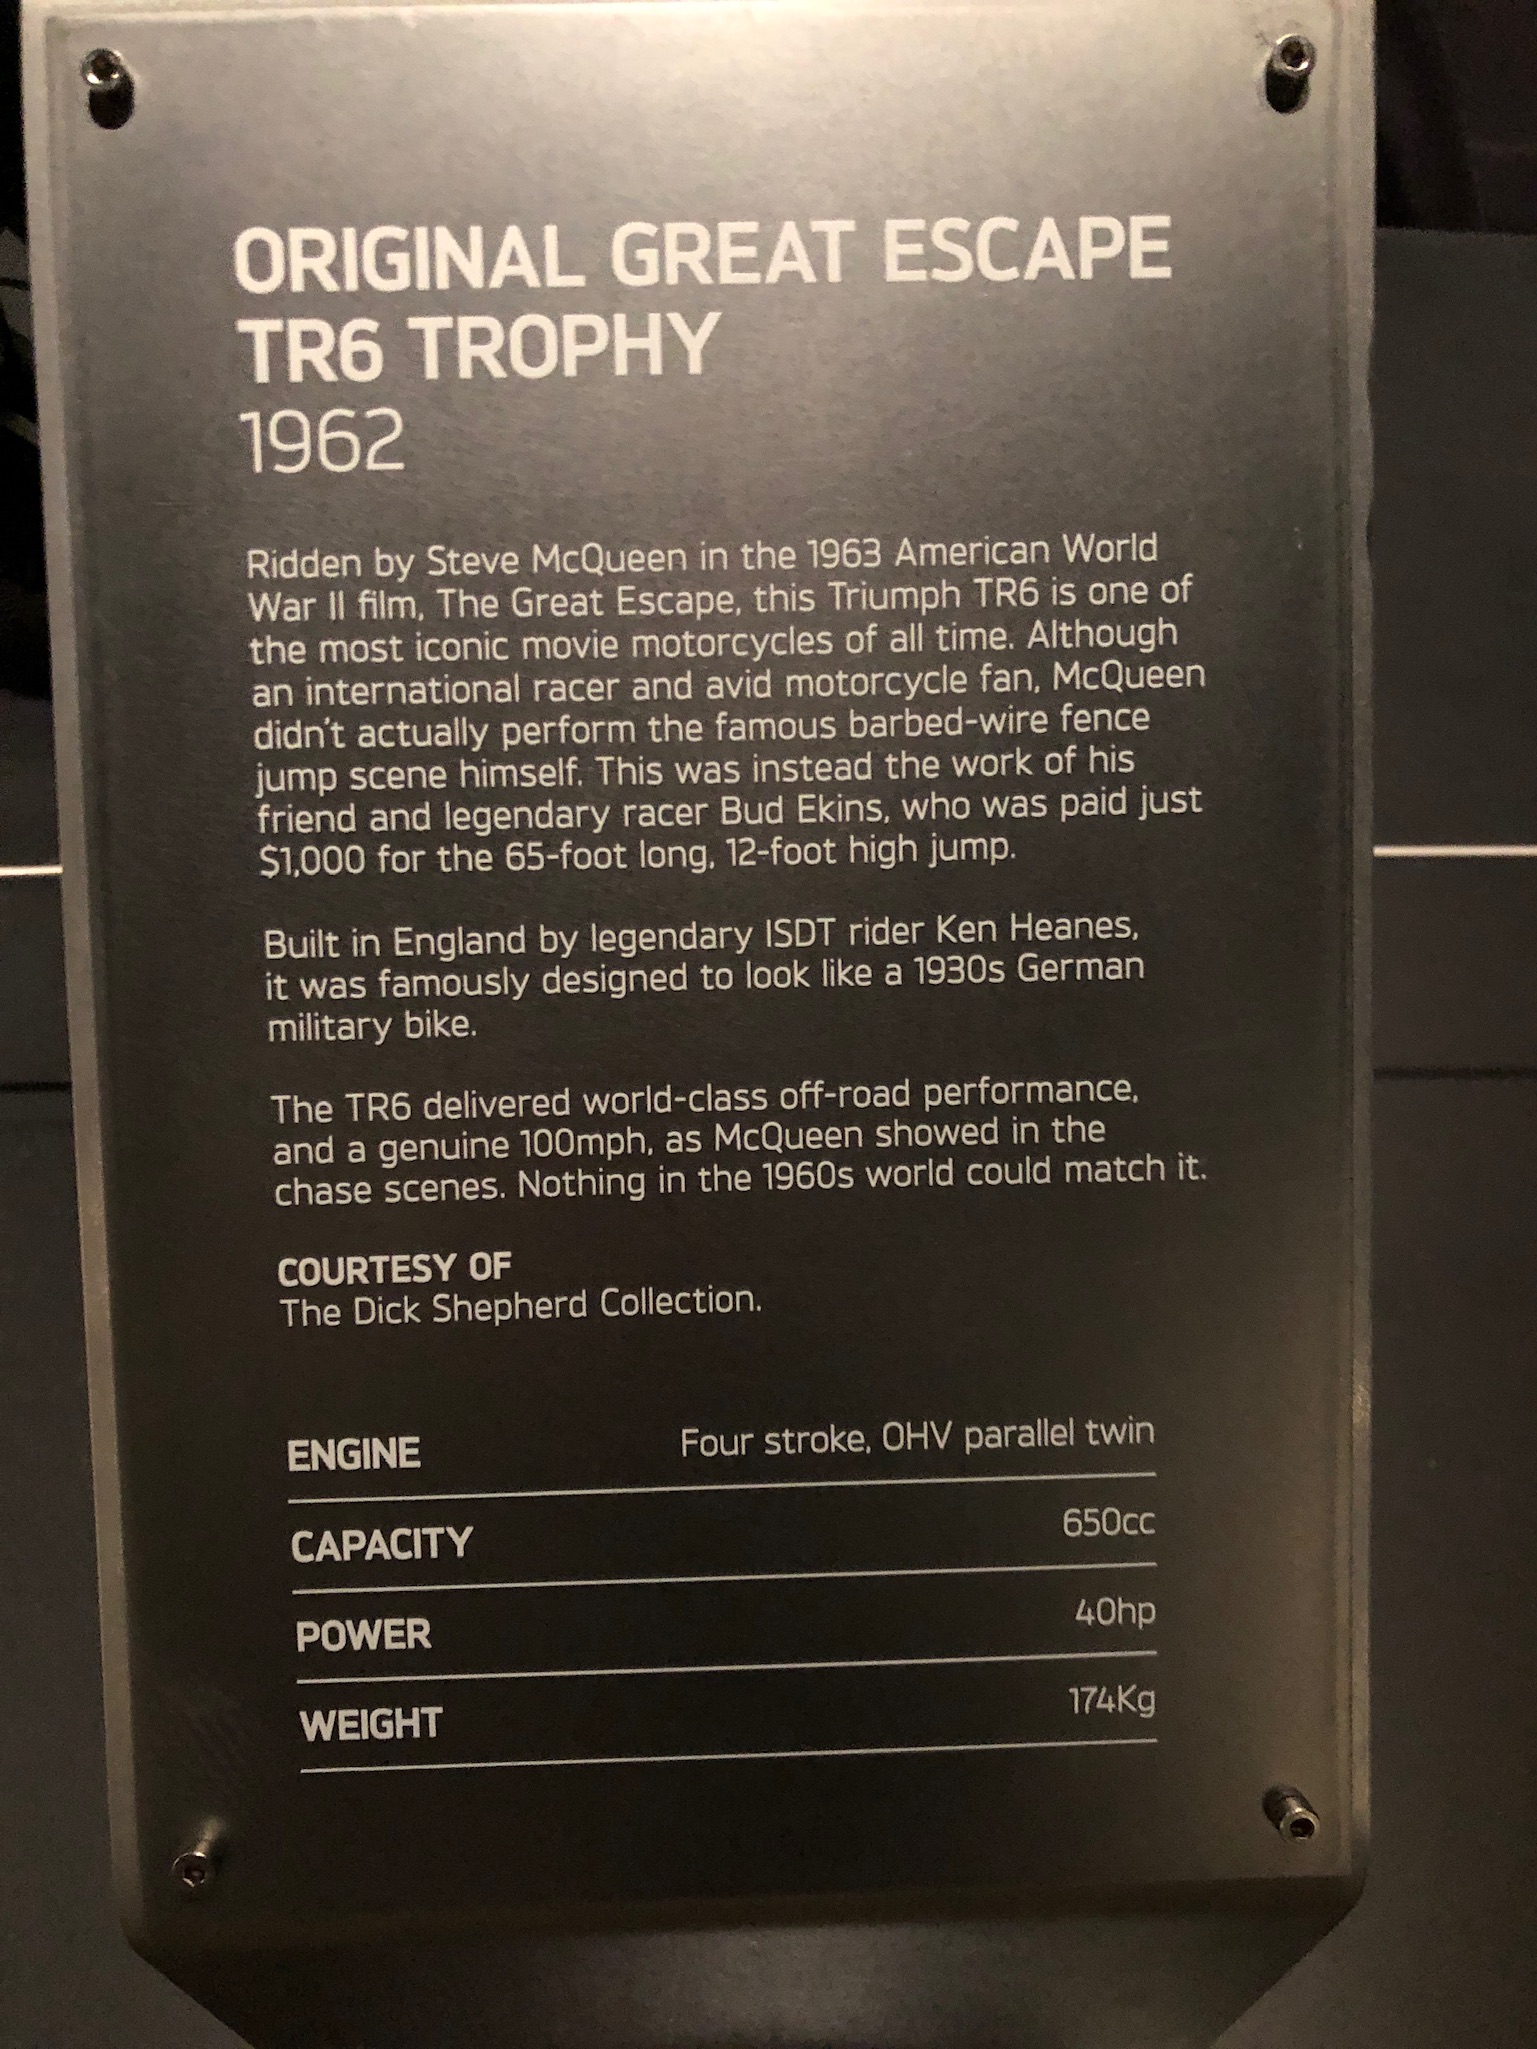 ORIGINAL GREAT ESCAPE
TR6 TROPHY
1962
Ridden by Steve McQueen in the 1963 American World
War II film, The Great Escape, this Triumph TR6 is one of
the most iconic movie motorcycles of all time. Although
an international racer and avid motorcycle fan, McQueen
didn't actually perform the famous barbed-wire fence
jump scene himself. This was instead the work of his
friend and legendary racer Bud Ekins, who was paid just
$1,000 for the 65-foot long, 12-foot high jump.
Built in England by legendary ISDT rider Ken Heanes,
it was famously designed to look like a 1930s German
military bike.
The TR6 delivered world-class off-road performance,
and a genuine 100mph, as McQueen showed in the
chase scenes. Nothing in the 1960s world could match it.
COURTESY OF
The Dick Shepherd Collection.
ENGINE Four stroke, OHV parallel twin
CAPACITY 650cc
POWER 40hp
WEIGHT 174Kg